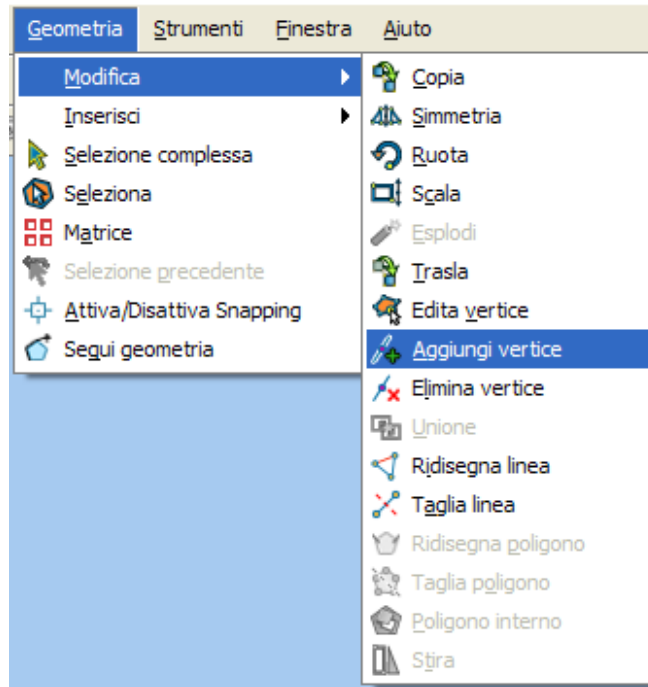 Geometria Strumenti Finestra Aiuto
Modifica
Inserisci
Selezione complessa
Seleziona
Matrice
Selezione precedente
Attiva/Disattiva Snapping
Segui geometria
Copia
Simmetria
Ruota
Scala
Esplodi
Trasla
Edita vertice
Aggiungi vertice
Elimina vertice
Unione
Ridisegna linea
Taglia linea
Ridisegna poligono
Taglia poligono
Poligono interno
Stira